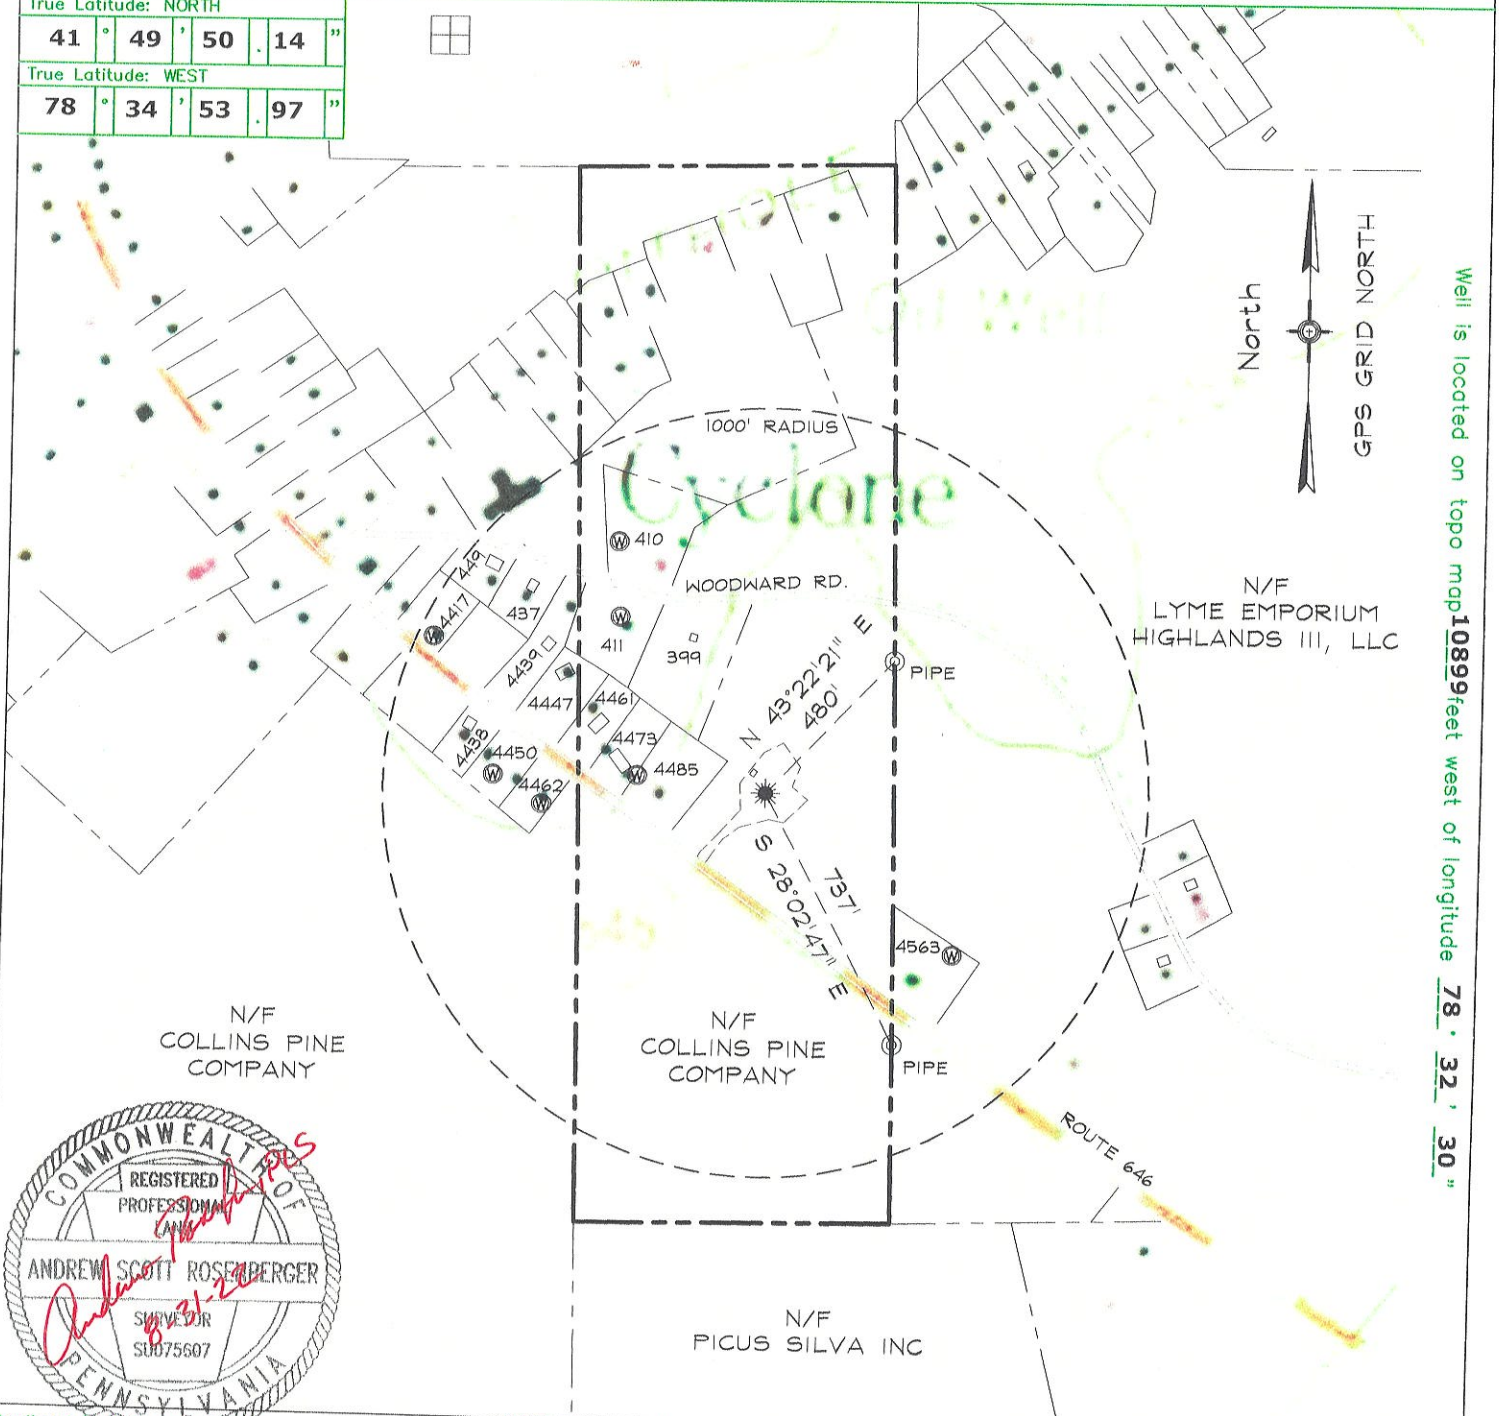 True Latitude: NORTH
41 ° 49 ' 50 . 14 "
True Latitude: WEST
78 ° 34 ' 53 . 97 "
1000' RADIUS
Cyclone
Oil Well
W 410
WOODWARD RD.
449
W 4417
437
W
411
399
4439
4447
4461
4438
4450
W
4473
W 4485
4462
W
N 43°22'21" E
480'
PIPE
S 28°02'47" E
737'
4563 W
PIPE
North
GPS GRID NORTH
N/F
LYME EMPORIUM
HIGHLANDS III, LLC
Well is located on topo map 10899 feet west of longitude 78 ° 32 ' 30 "
N/F
COLLINS PINE
COMPANY
N/F
COLLINS PINE
COMPANY
ROUTE 646
N/F
PICUS SILVA INC
COMMONWEALTH OF
REGISTERED
PROFESSIONAL
LAND
ANDREW SCOTT ROSENBERGER
SURVEYOR
SU075607
PENNSYLVANIA
8-31-22